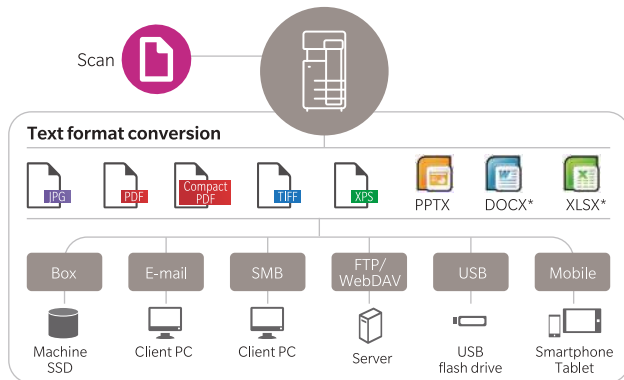 Scan
Text format conversion
JPG
PDF
Compact
PDF
TIFF
XPS
PPTX
DOCX*
XLSX*
Box
E-mail
SMB
FTP/
WebDAV
USB
Mobile
Machine
SSD
Client PC
Client PC
Server
USB
flash drive
Smartphone
Tablet